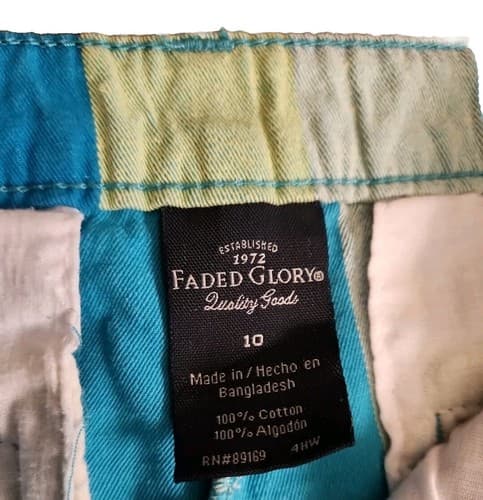 ESTABLISHED
1972
FADED GLORY®
Quality Goods
10
Made in / Hecho en
Bangladesh
100% Cotton
100% Algodón
RN#89169 4HW